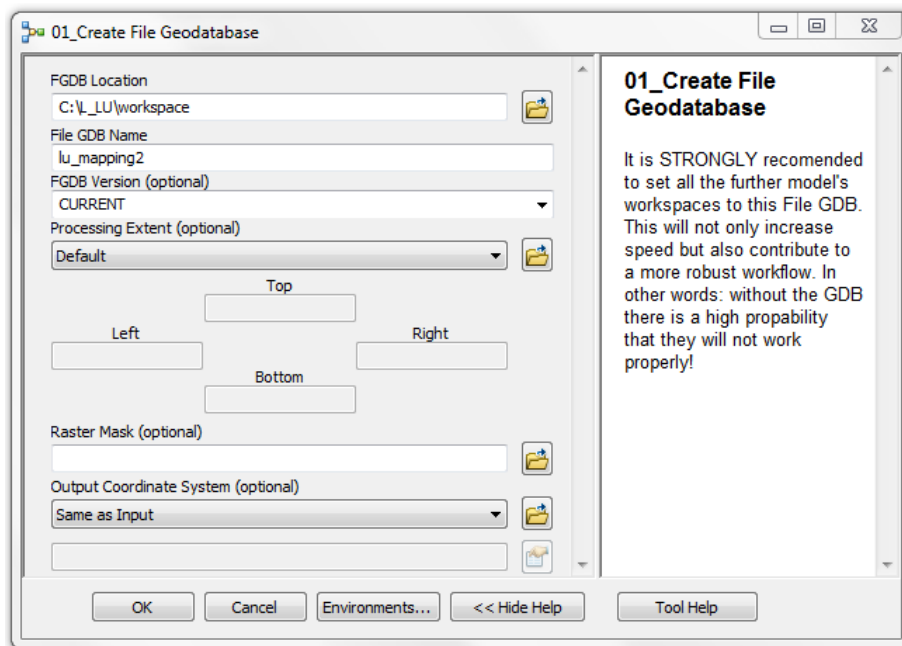 01_Create File Geodatabase
FGDB Location
C:\L_LU\workspace
File GDB Name
lu_mapping2
FGDB Version (optional)
CURRENT
Processing Extent (optional)
Default
Top
Left
Right
Bottom
Raster Mask (optional)
Output Coordinate System (optional)
Same as Input
OK
Cancel
Environments...
<< Hide Help
Tool Help
01_Create File
Geodatabase
It is STRONGLY recomended
to set all the further model's
workspaces to this File GDB.
This will not only increase
speed but also contribute to
a more robust workflow. In
other words: without the GDB
there is a high propability
that they will not work
properly!